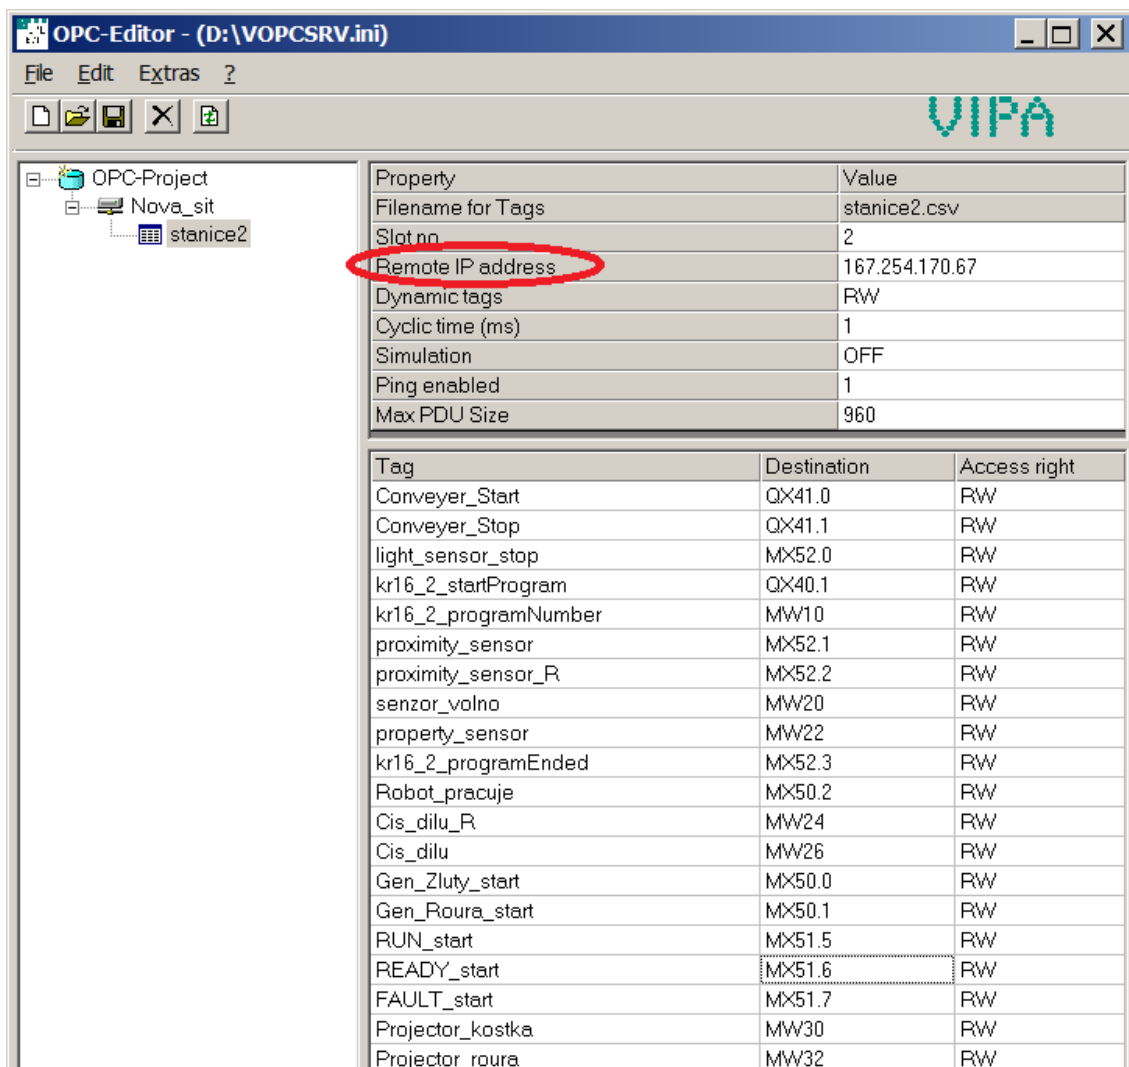 OPC-Editor - (D:\VOPCSRV.ini)
File Edit Extras ?
VIPA
OPC-Project
Nova_sit
stanice2
Property Value
Filename for Tags stanice2.csv
Slot no. 2
Remote IP address 167.254.170.67
Dynamic tags RW
Cyclic time (ms) 1
Simulation OFF
Ping enabled 1
Max PDU Size 960
Tag Destination Access right
Conveyer_Start QX41.0 RW
Conveyer_Stop QX41.1 RW
light_sensor_stop MX52.0 RW
kr16_2_startProgram QX40.1 RW
kr16_2_programNumber MW10 RW
proximity_sensor MX52.1 RW
proximity_sensor_R MX52.2 RW
senzor_volno MW20 RW
property_sensor MW22 RW
kr16_2_programEnded MX52.3 RW
Robot_pracuje MX50.2 RW
Cis_dilu_R MW24 RW
Cis_dilu MW26 RW
Gen_Zluty_start MX50.0 RW
Gen_Roura_start MX50.1 RW
RUN_start MX51.5 RW
READY_start MX51.6 RW
FAULT_start MX51.7 RW
Projector_kostka MW30 RW
Projector_roura MW32 RW